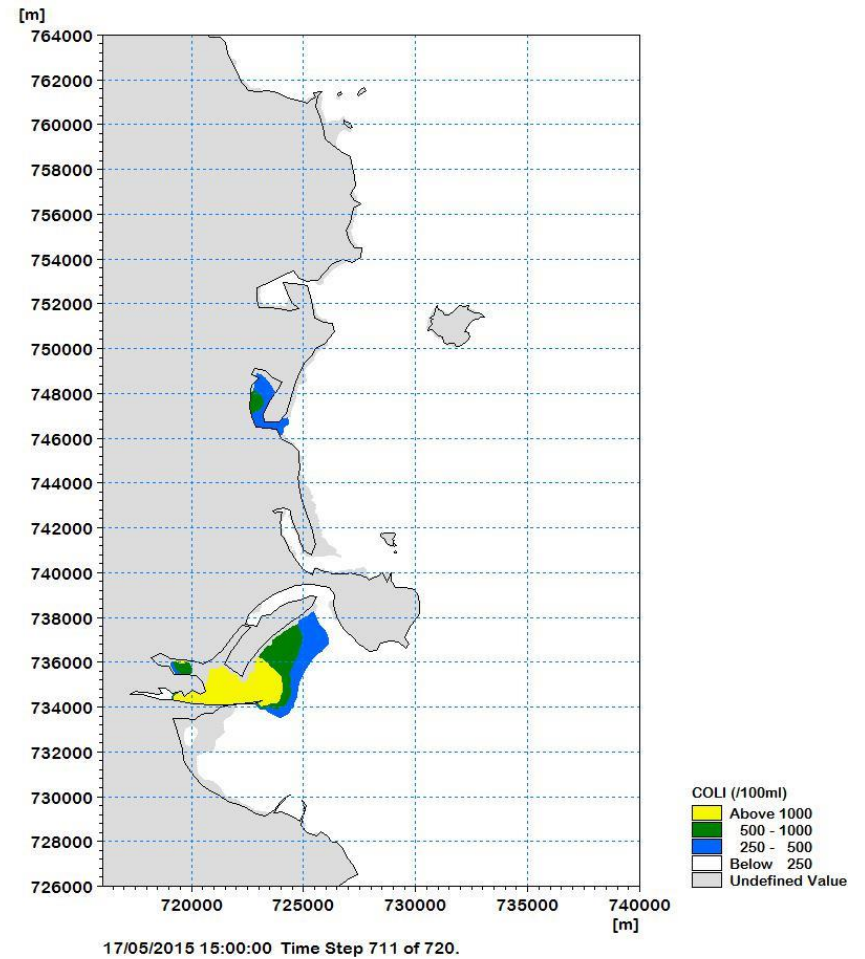 [m]
764000
762000
760000
758000
756000
754000
752000
750000
748000
746000
744000
742000
740000
738000
736000
734000
732000
730000
728000
726000
720000 725000 730000 735000 740000
[m]
COLI (/100ml)
Above 1000
500 - 1000
250 - 500
Below 250
Undefined Value
17/05/2015 15:00:00 Time Step 711 of 720.